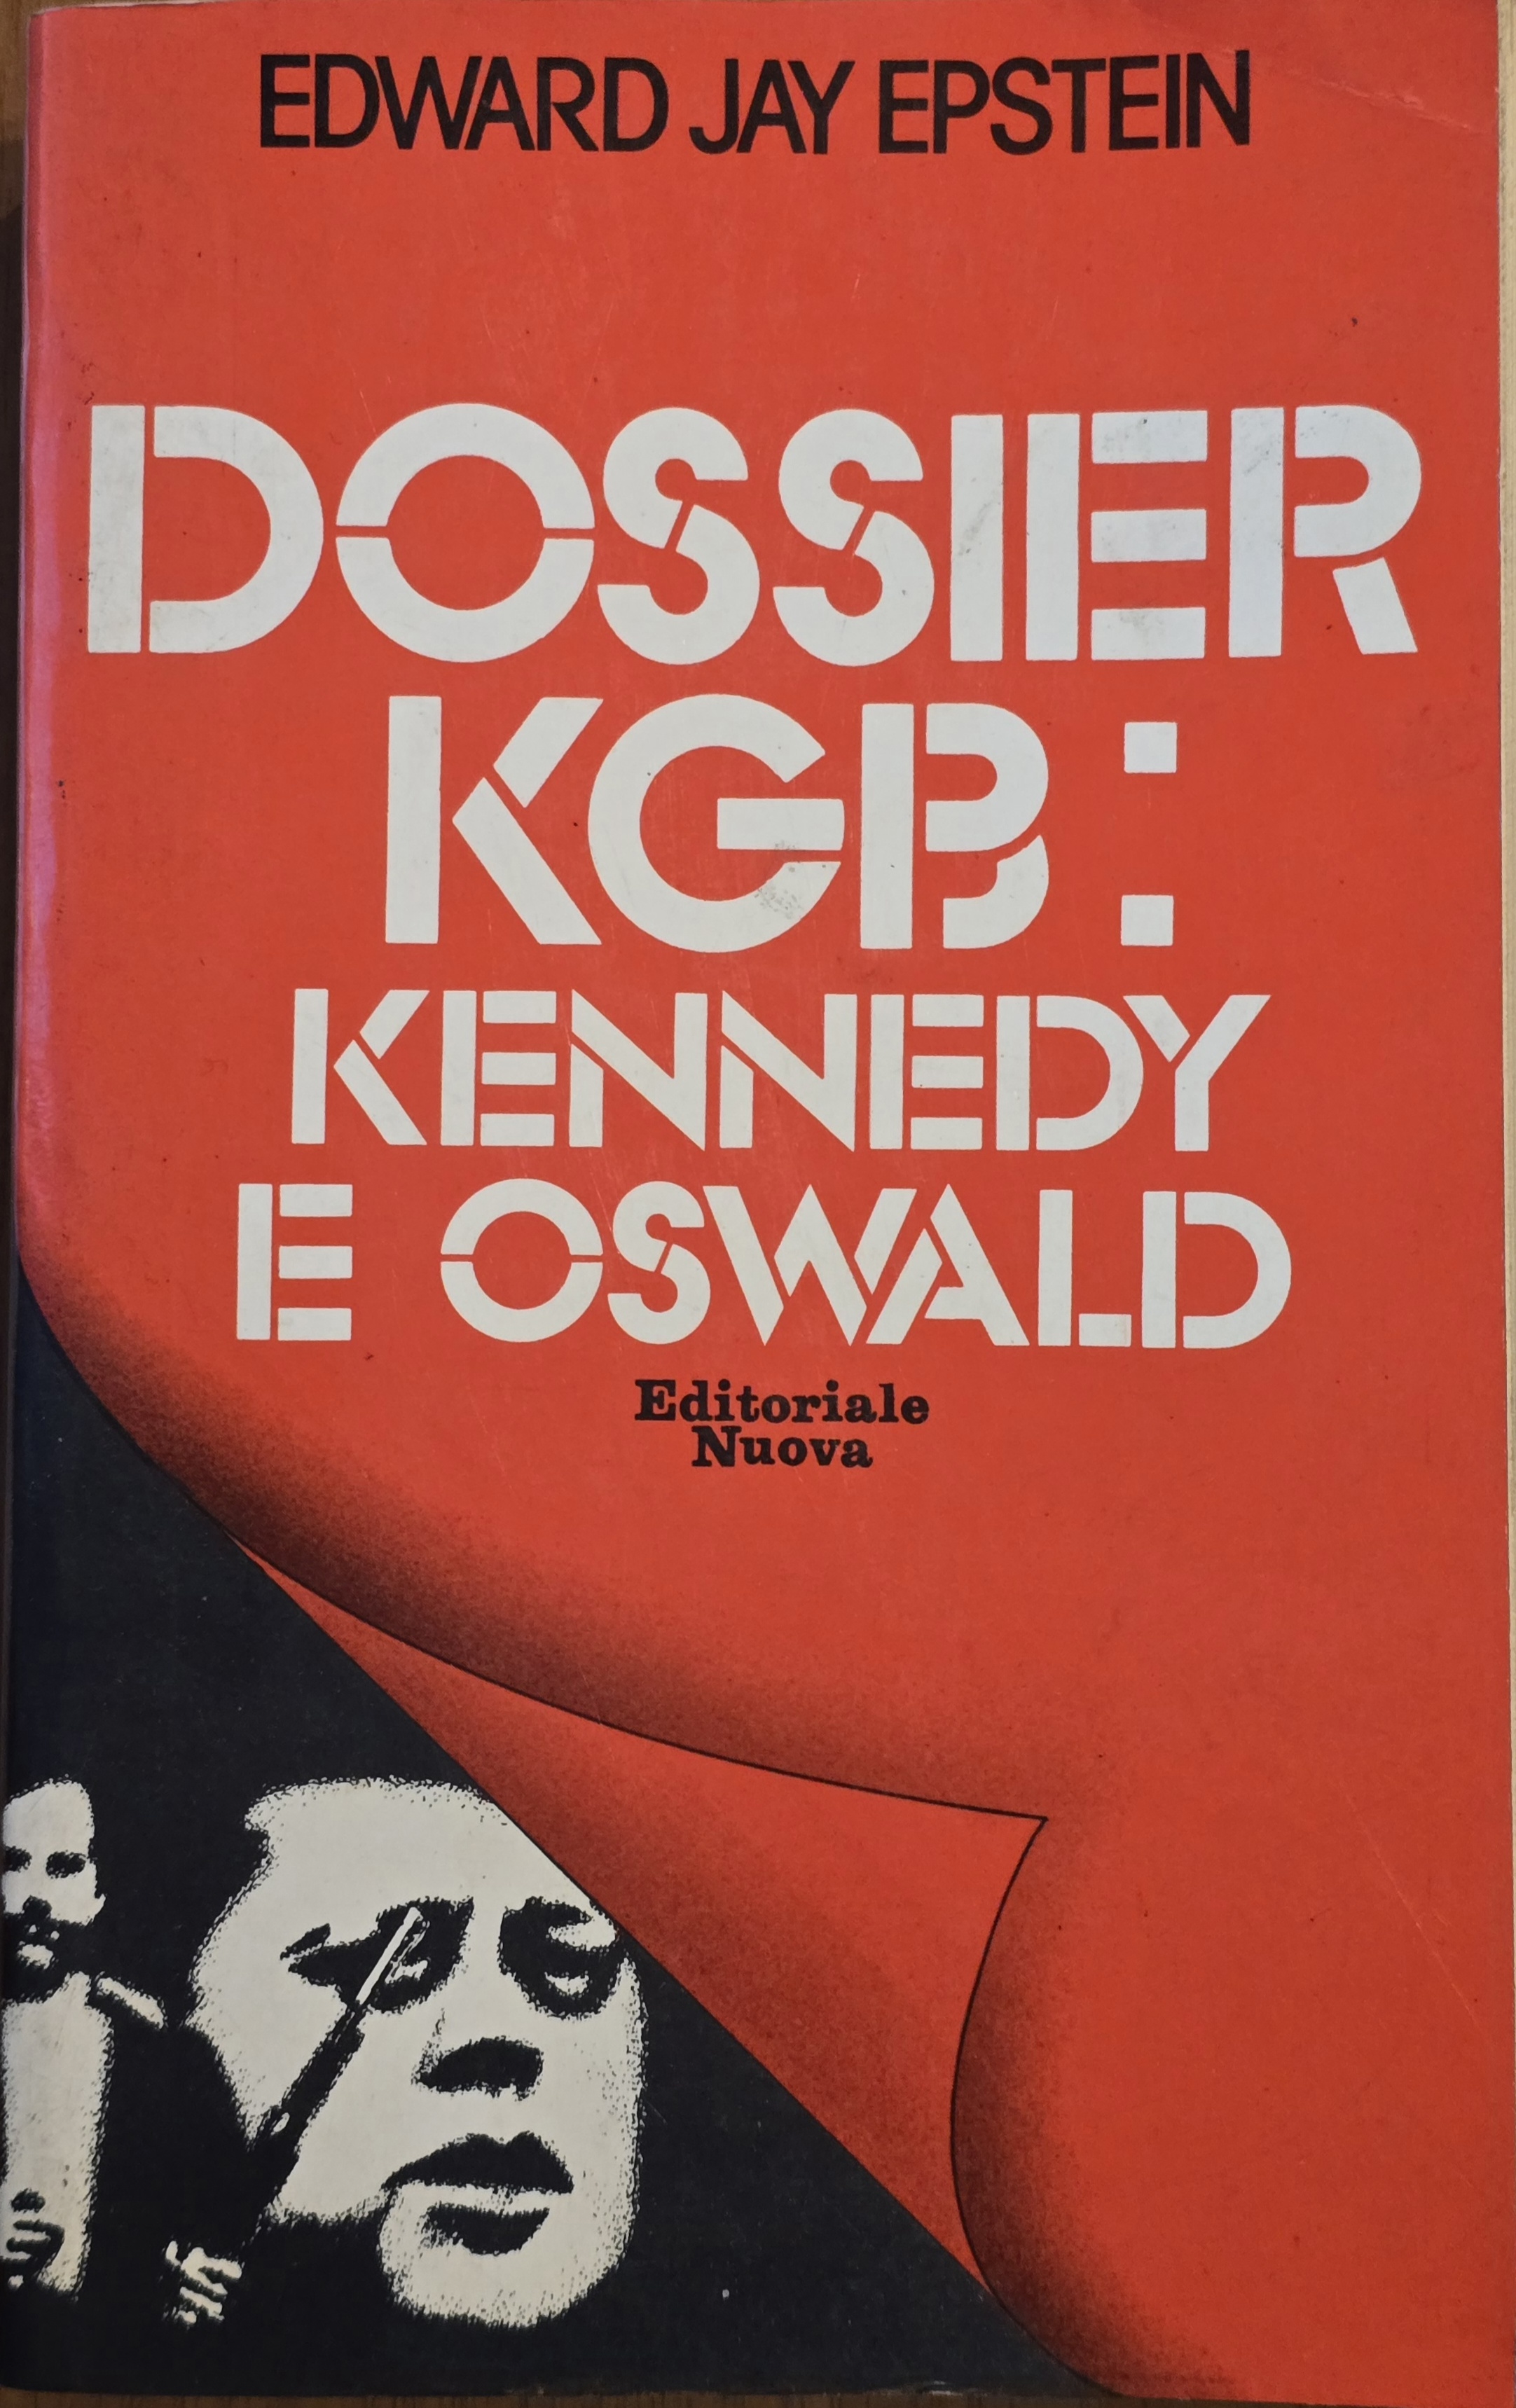 EDWARD JAY EPSTEIN
DOSSIER
KGB:
KENNEDY
E OSWALD
Editoriale
Nuova